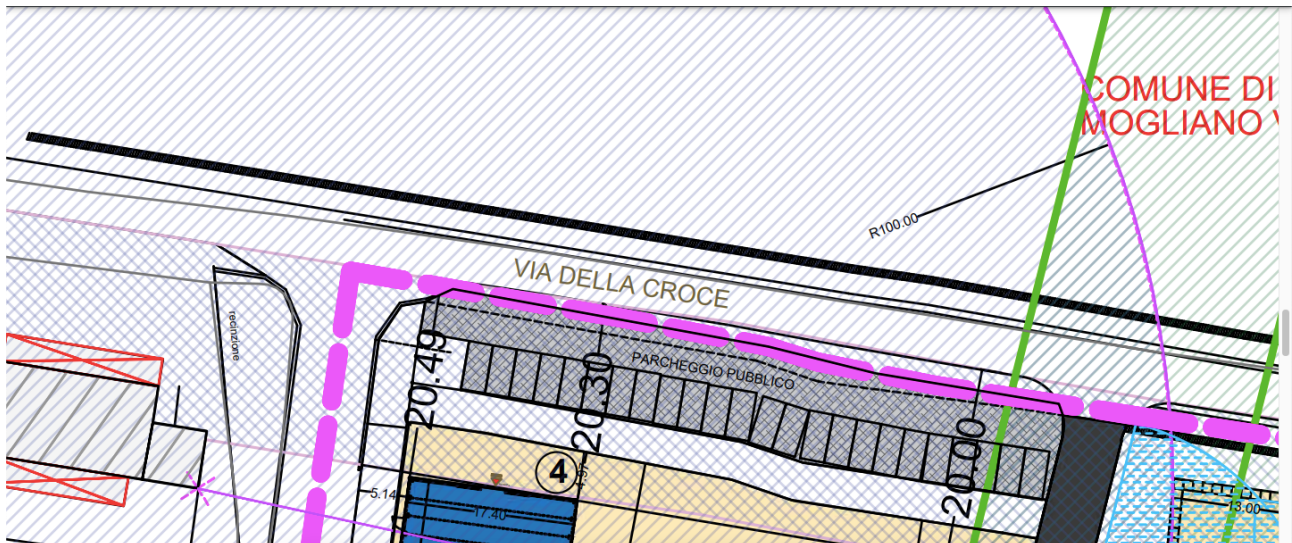 COMUNE DI
MOGLIANO
R100.00
VIA DELLA CROCE
recinzione
PARCHEGGIO PUBBLICO
20.49
20.30
20.00
4
5.14
17.40
13.00